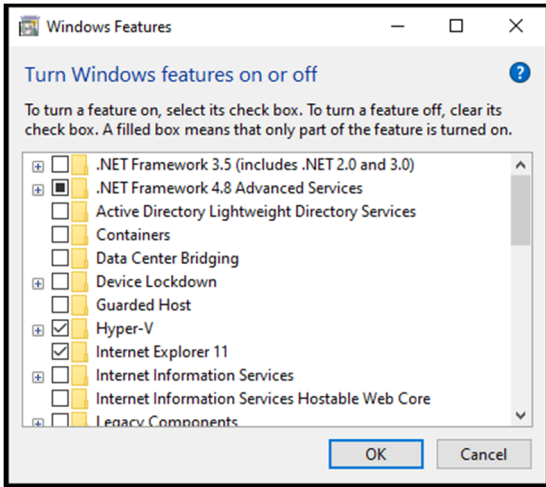 Windows Features
Turn Windows features on or off
To turn a feature on, select its check box. To turn a feature off, clear its
check box. A filled box means that only part of the feature is turned on.
.NET Framework 3.5 (includes .NET 2.0 and 3.0)
.NET Framework 4.8 Advanced Services
Active Directory Lightweight Directory Services
Containers
Data Center Bridging
Device Lockdown
Guarded Host
Hyper-V
Internet Explorer 11
Internet Information Services
Internet Information Services Hostable Web Core
Legacy Components
OK Cancel